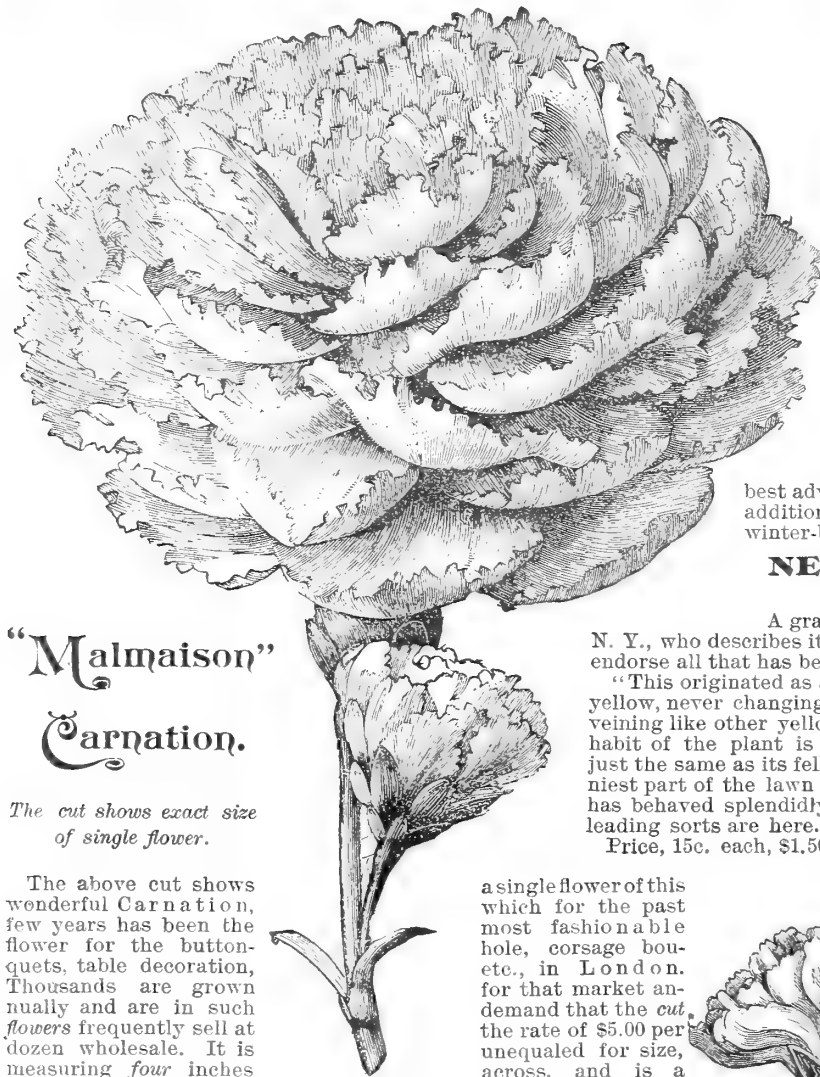 best adv
addition
winter-
NE
A gra
N. Y., who describes it
endorse all that has be
"This originated as
yellow, never changing
veining like other yello
habit of the plant is
just the same as its fel
niest part of the lawn
has behaved splendidly
leading sorts are here.
Price, 15c. each, $1.50
"Malmaison"
Carnation.
The cut shows exact size
of single flower.
The above cut shows a single flower of this
wonderful Carnation, which for the past
few years has been the most fashionable
flower for the button- hole, corsage bou-
quets, table decoration, etc., in London.
Thousands are grown for that market an-
nually and are in such demand that the cut
flowers frequently sell at the rate of $5.00 per
dozen wholesale. It is unequaled for size,
measuring four inches across, and is a